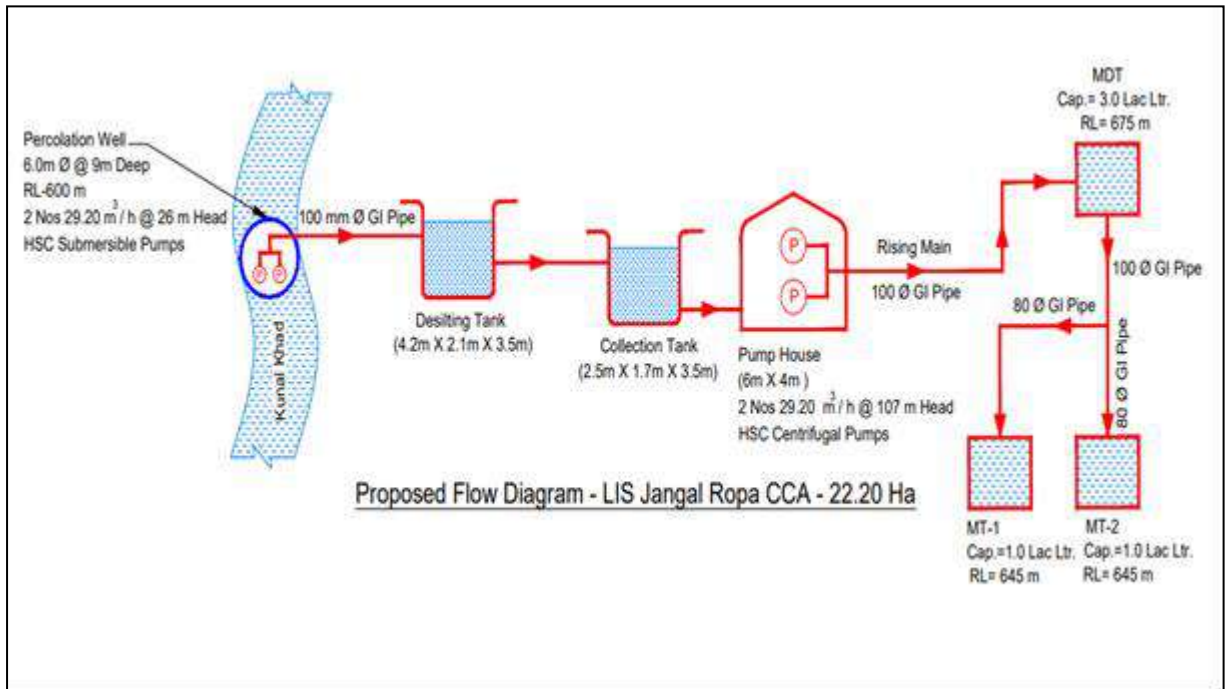 Percolation Well
6.0m Ø @ 9m Deep
RL-600 m
2 Nos 29.20 m³/ h @ 26 m Head
HSC Submersible Pumps
P
P
Kunal Khad
100 mm Ø GI Pipe
Desilting Tank
(4.2m X 2.1m X 3.5m)
Collection Tank
(2.5m X 1.7m X 3.5m)
P
P
Pump House
(6m X 4m )
2 Nos 29.20 m³/ h @ 107 m Head
HSC Centrifugal Pumps
Rising Main
100 Ø GI Pipe
MDT
Cap.= 3.0 Lac Ltr.
RL= 675 m
100 Ø GI Pipe
80 Ø GI Pipe
80 Ø GI Pipe
MT-1
Cap.=1.0 Lac Ltr.
RL= 645 m
MT-2
Cap.=1.0 Lac Ltr.
RL= 645 m
Proposed Flow Diagram - LIS Jangal Ropa CCA - 22.20 Ha